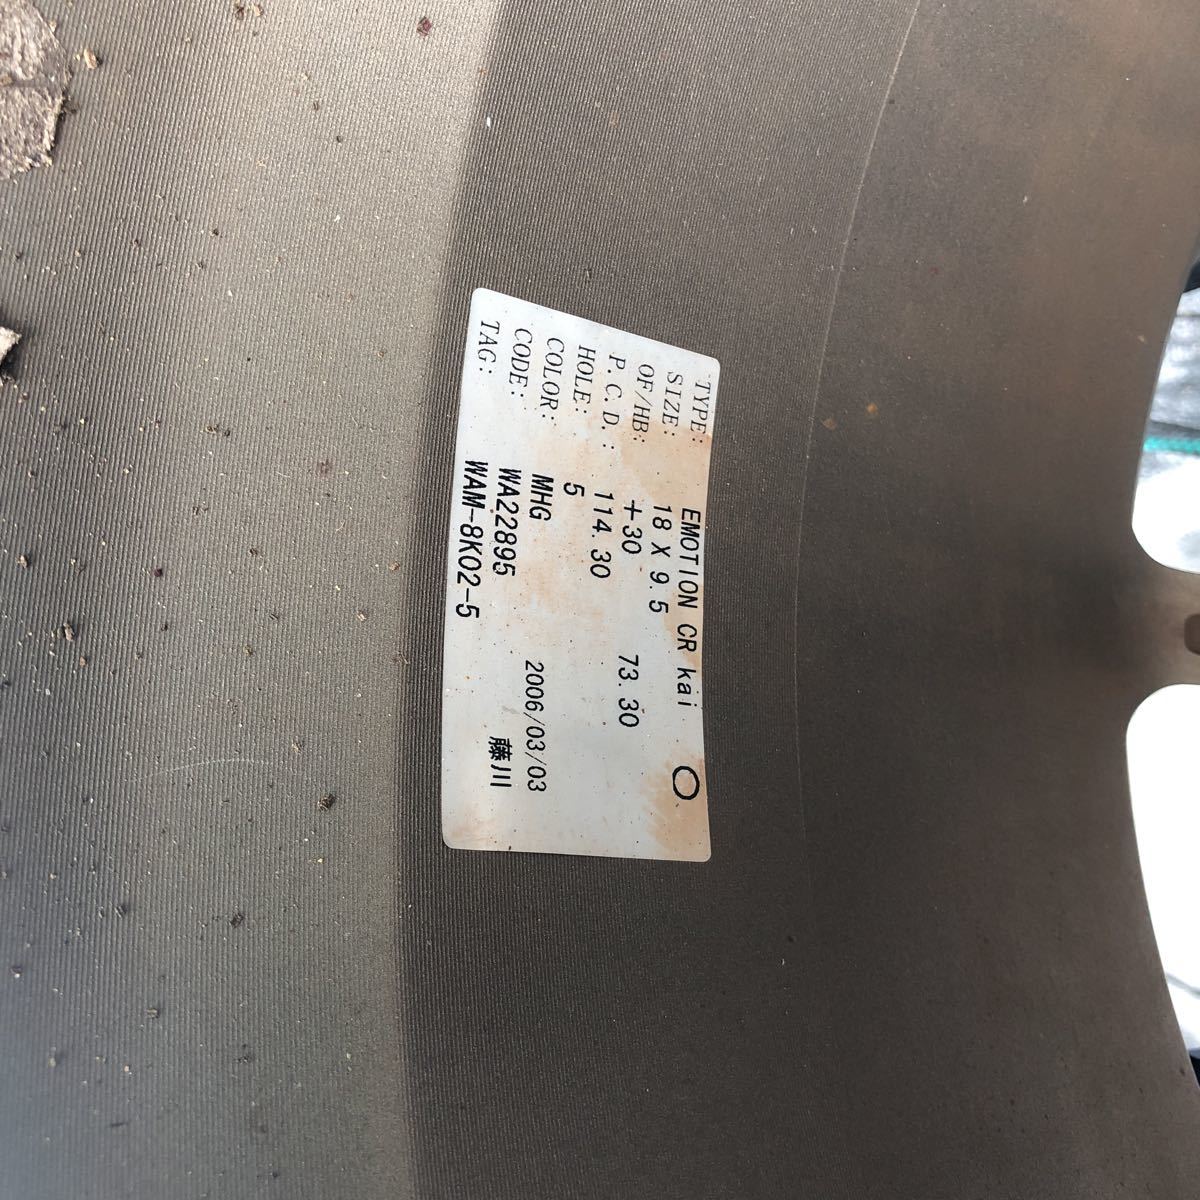 TYPE: EMOTION CR kai ○
SIZE: 18 X 9.5
OF/HB: +30 73.30
P.C.D.: 114.30
HOLE: 5
COLOR: MHG
CODE: WA22895 2006/03/03
TAG: WAM-8K02-5 藤川